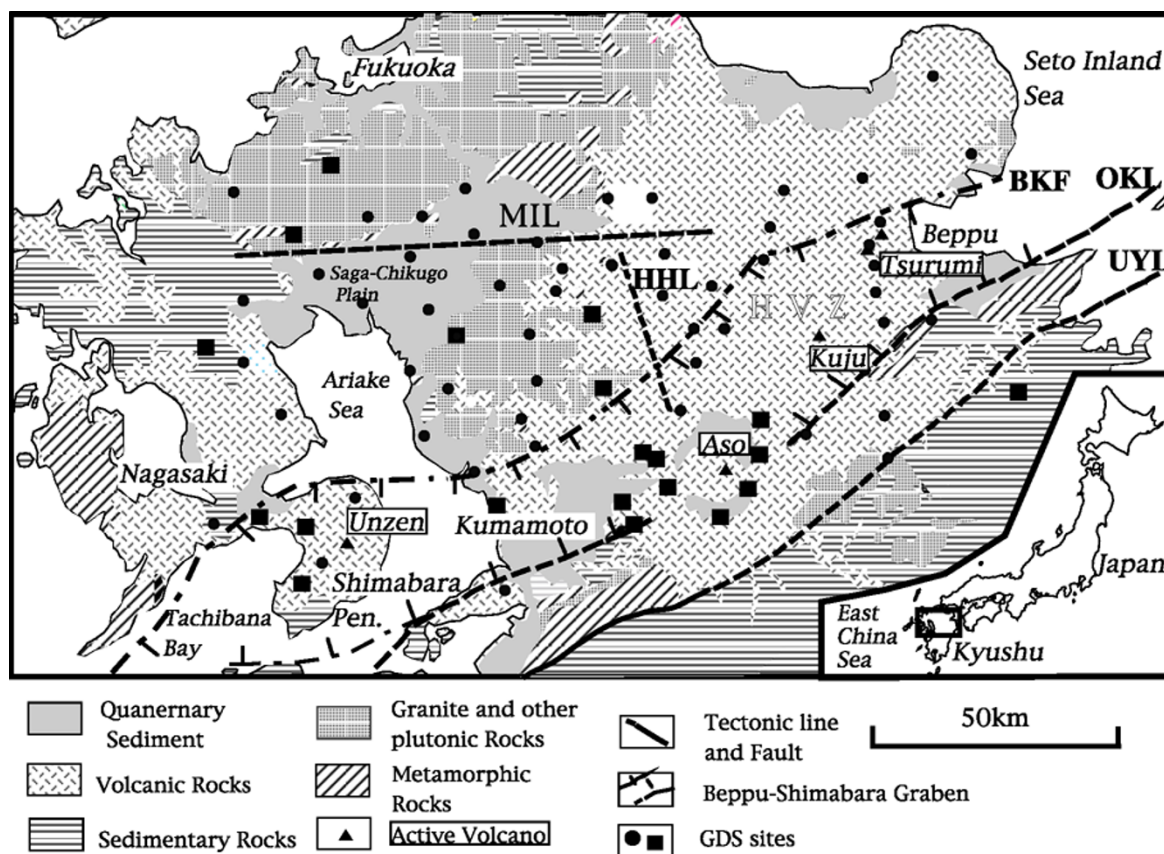 Fukuoka
Seto Inland
Sea
MIL
BKF
OKL
Beppu
UYL
Saga-Chikugo
Plain
HHL
Tsurumi
H V Z
Kuju
Ariake
Sea
Nagasaki
Aso
Unzen
Kumamoto
Shimabara
Pen.
Tachibana
Bay
Japan
East
China
Sea
Kyushu
Quanernary
Sediment
Granite and other
plutonic Rocks
Tectonic line
and Fault
50km
Volcanic Rocks
Metamorphic
Rocks
Beppu-Shimabara Graben
Sedimentary Rocks
Active Volcano
GDS sites